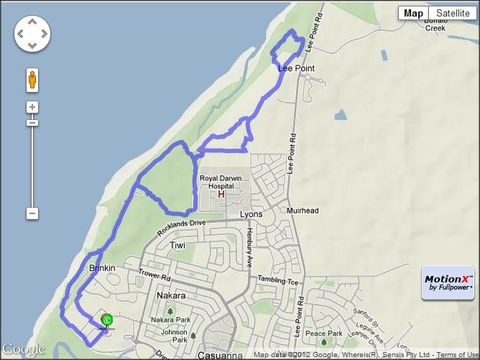 Map
Satellite
Buffalo
Creek
Lee Point Rd
Lee Point
Lee Point Rd
Royal Darwin
Hospital
H
Lyons
Muirhead
Rocklands Drive
Henbury Ave
Tiwi
Brinkin
Trower Rd
Tambling Tce
Nakara
Nakara Park
Johnson
Park
Peace Park
Casuarina
MotionX™
by Fullpower™
Google
Map data ©2012 Google, Whereis(R), Sensis Pty Ltd - Terms of Use